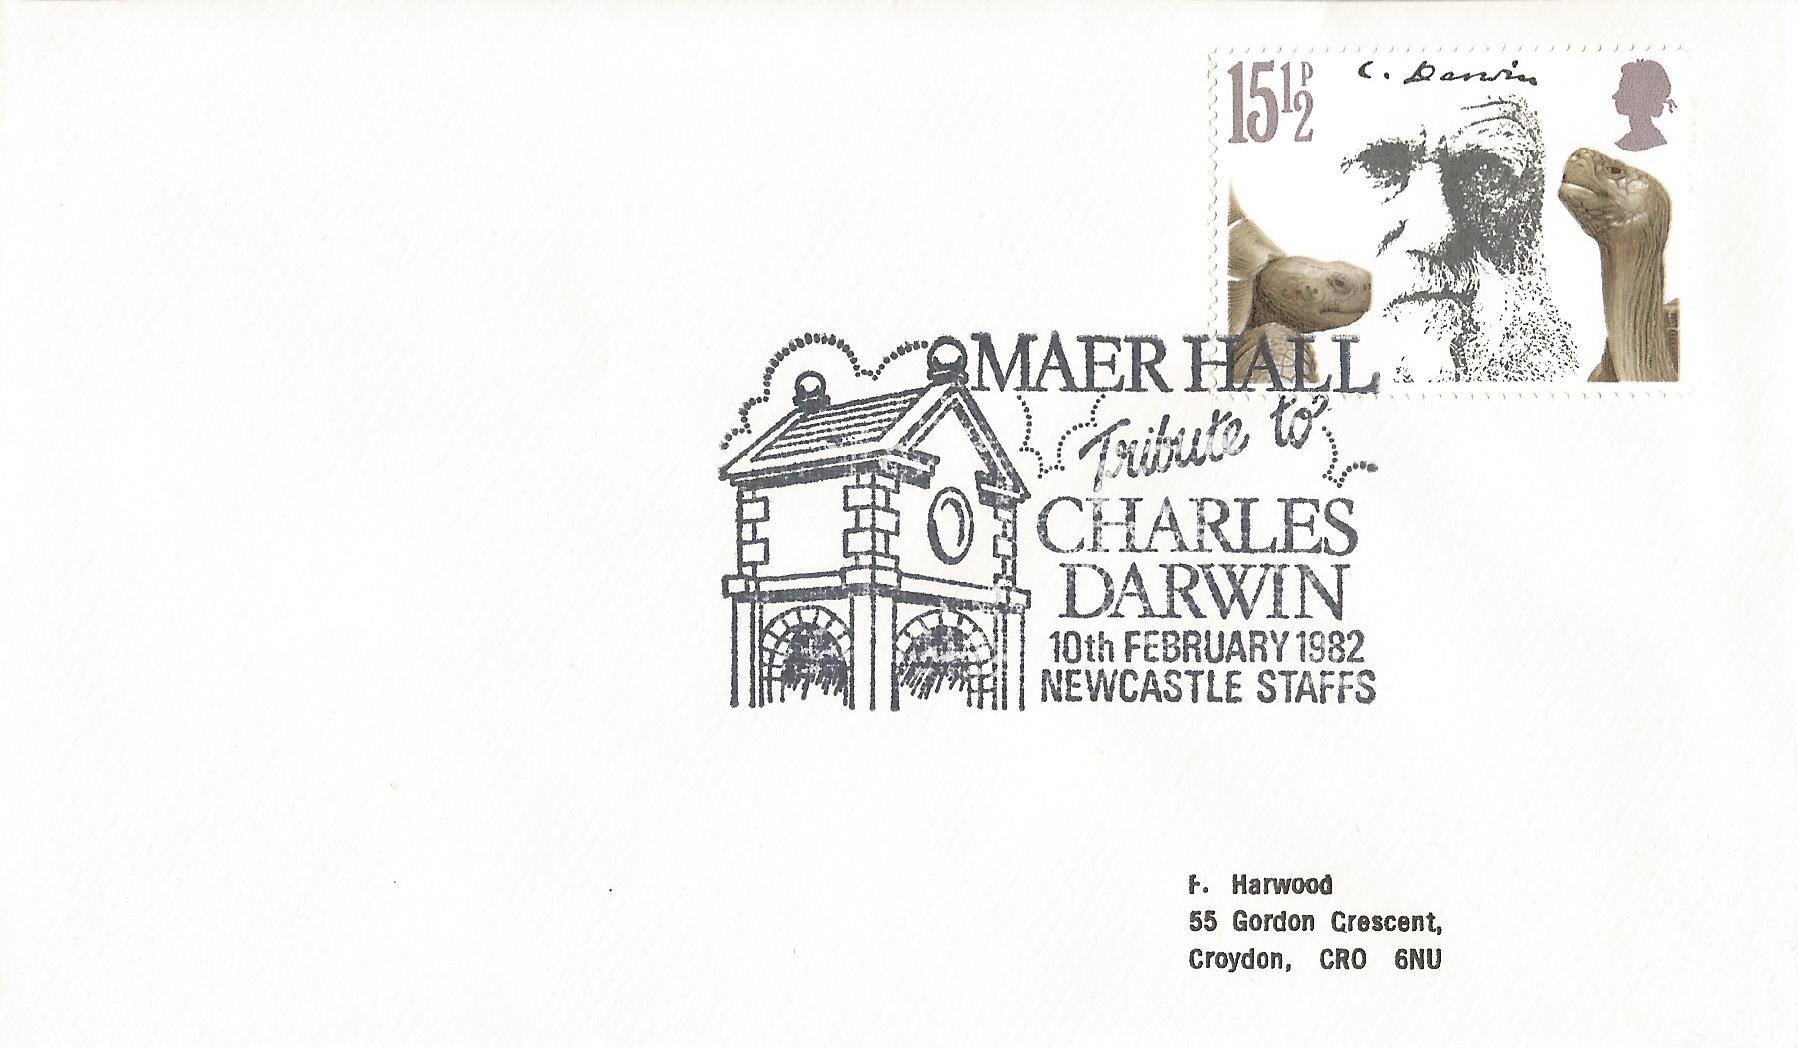 15½P
C. Darwin
MAER HALL
Tribute to
CHARLES
DARWIN
10th FEBRUARY 1982
NEWCASTLE STAFFS
F. Harwood
55 Gordon Crescent,
Croydon, CRO 6NU